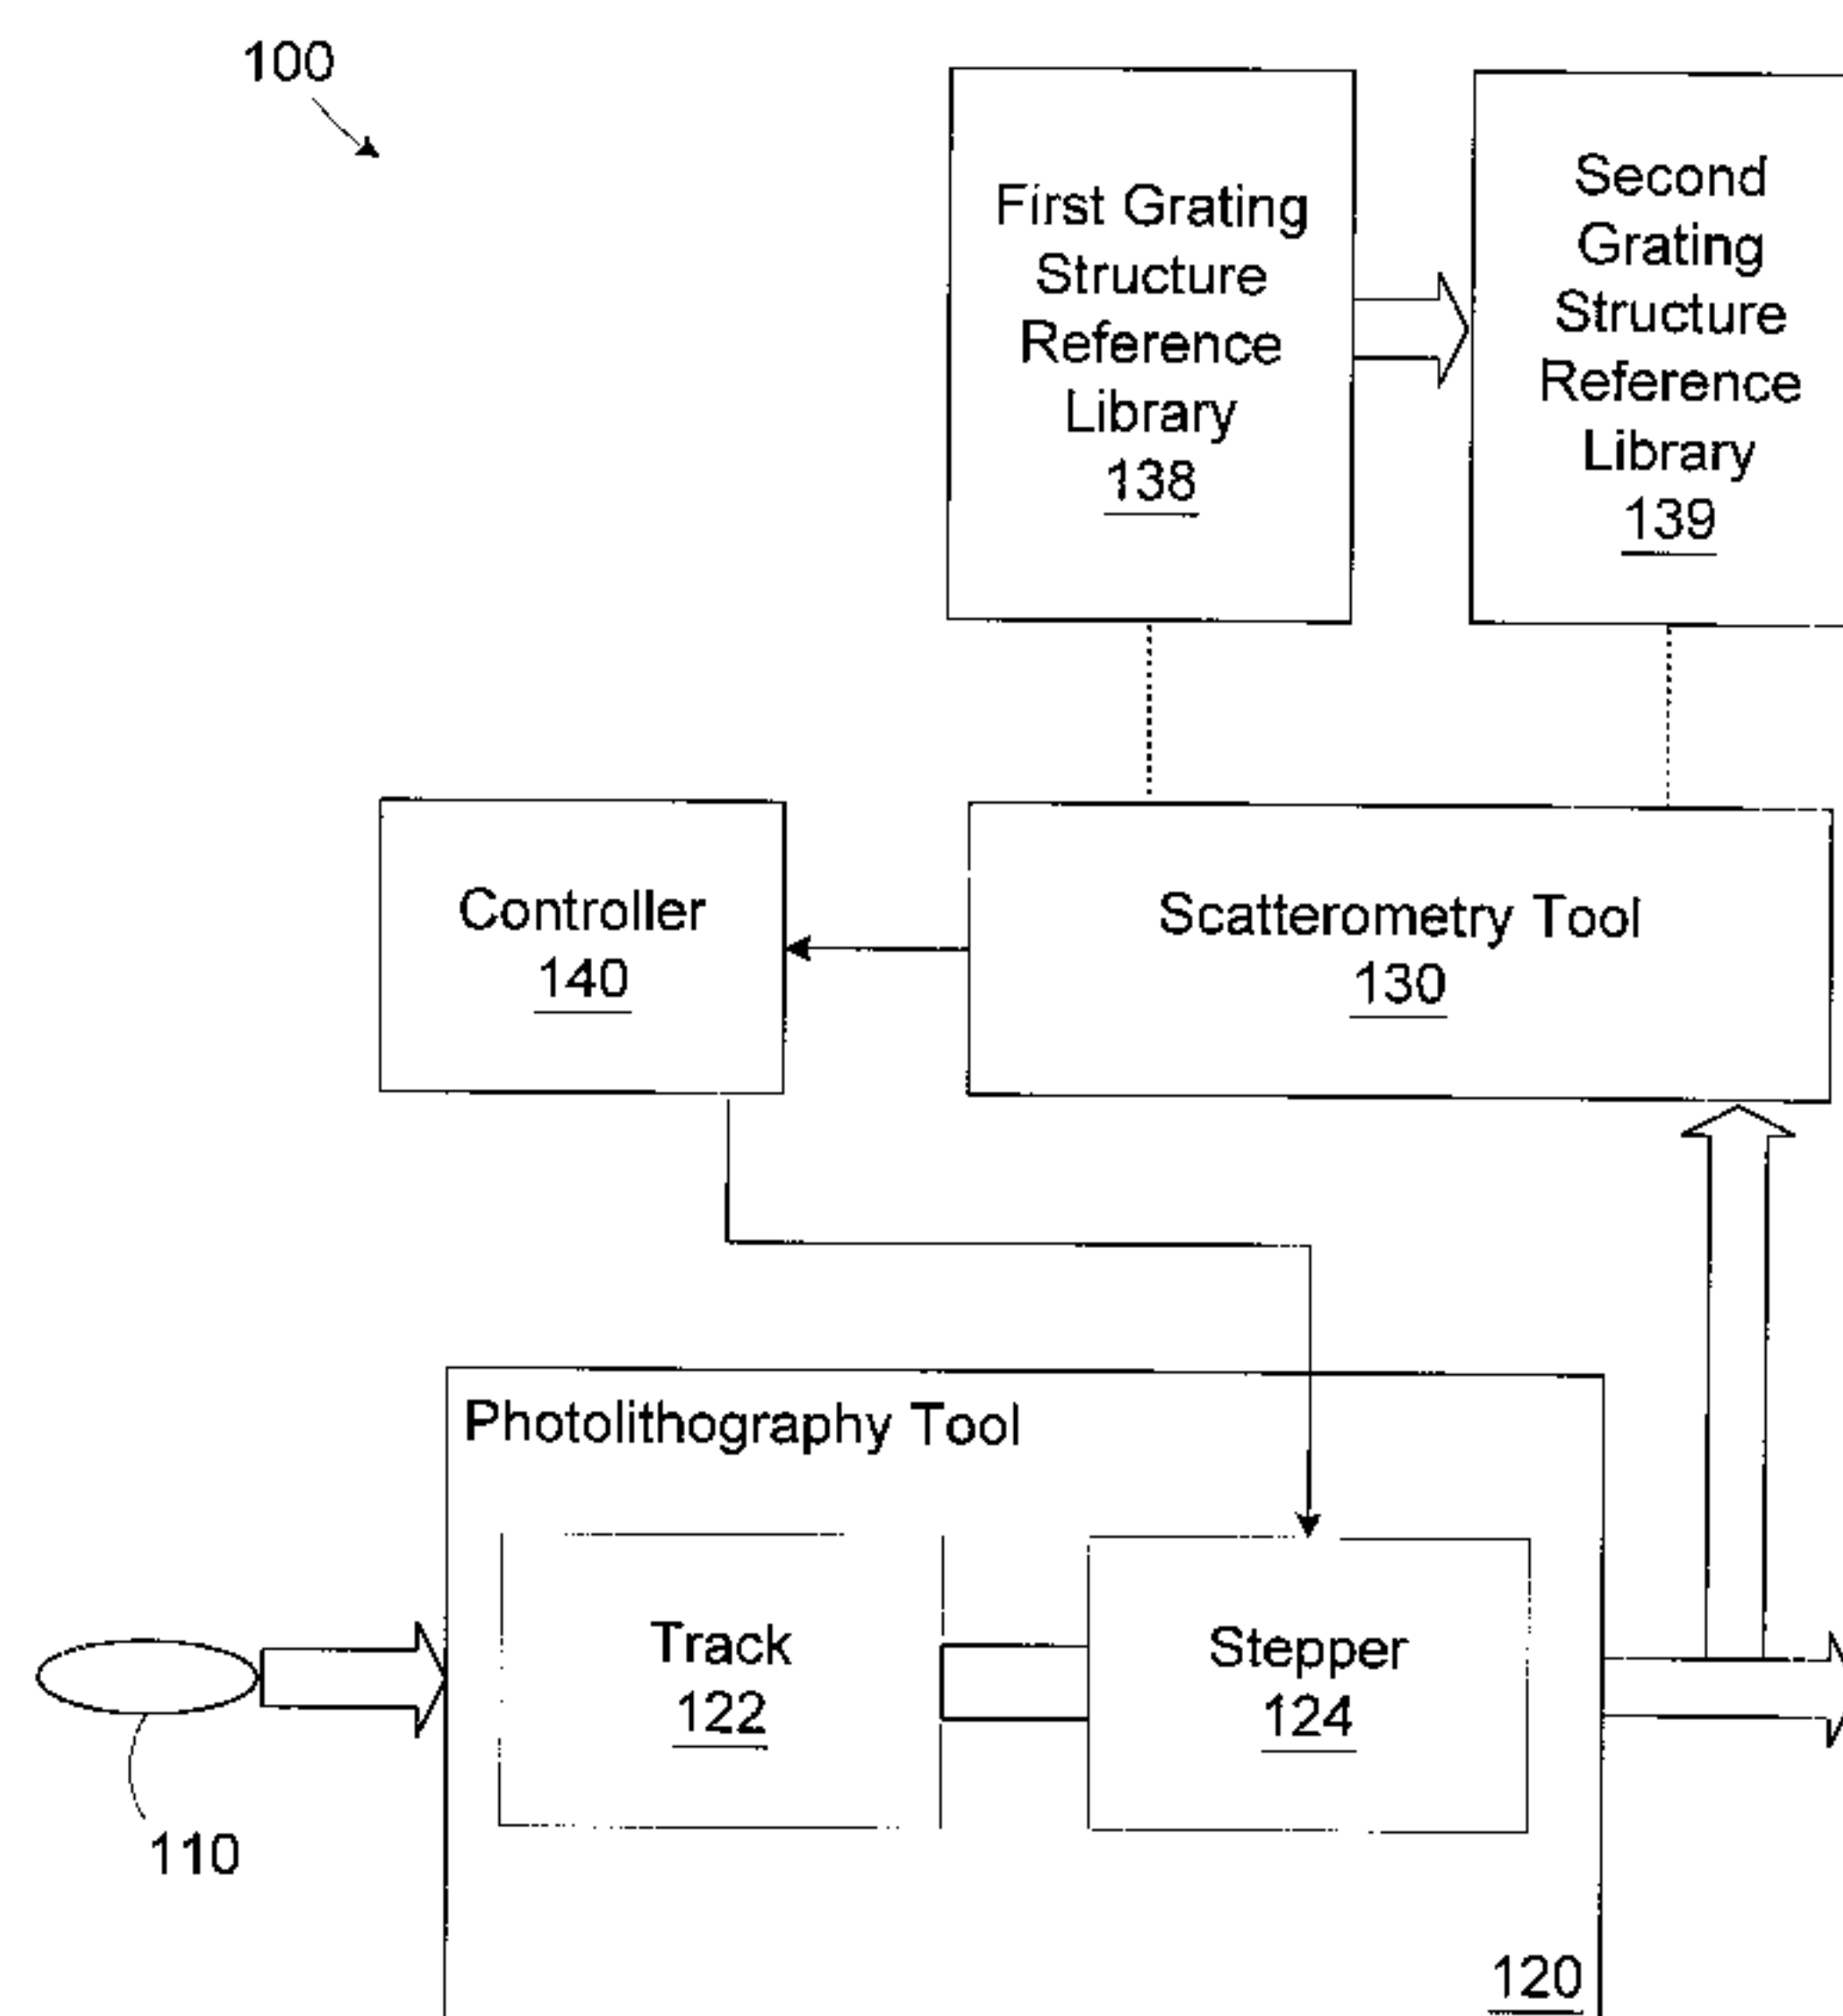 100
First Grating
Structure
Reference
Library
138
Second
Grating
Structure
Reference
Library
139
Controller
140
Scatterometry Tool
130
Photolithography Tool
Track
122
Stepper
124
110
120